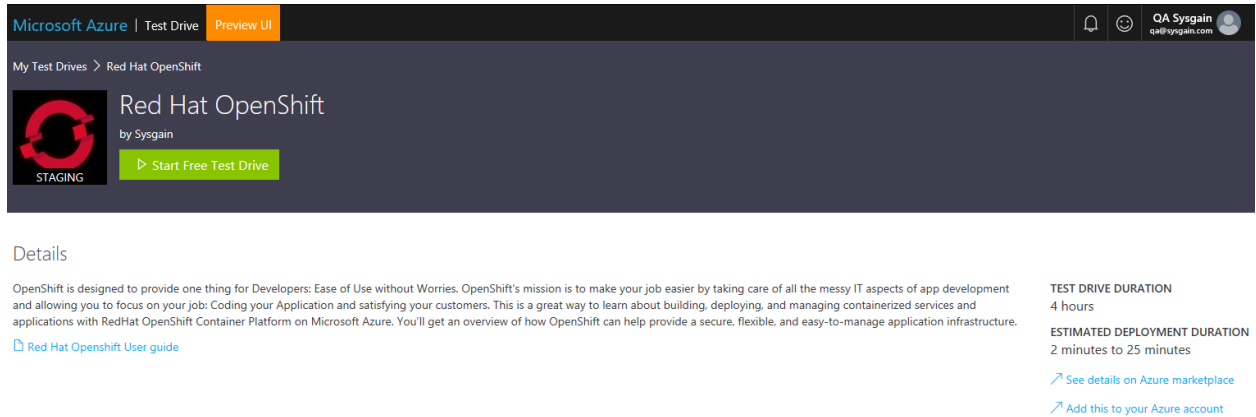 Microsoft Azure | Test Drive Preview UI
QA Sysgain
qa@sysgain.com
My Test Drives > Red Hat OpenShift
Red Hat OpenShift
by Sysgain
Start Free Test Drive
STAGING
Details
OpenShift is designed to provide one thing for Developers: Ease of Use without Worries. OpenShift's mission is to make your job easier by taking care of all the messy IT aspects of app development
and allowing you to focus on your job: Coding your Application and satisfying your customers. This is a great way to learn about building, deploying, and managing containerized services and
applications with RedHat OpenShift Container Platform on Microsoft Azure. You'll get an overview of how OpenShift can help provide a secure, flexible, and easy-to-manage application infrastructure.
Red Hat Openshift User guide
TEST DRIVE DURATION
4 hours
ESTIMATED DEPLOYMENT DURATION
2 minutes to 25 minutes
See details on Azure marketplace
Add this to your Azure account